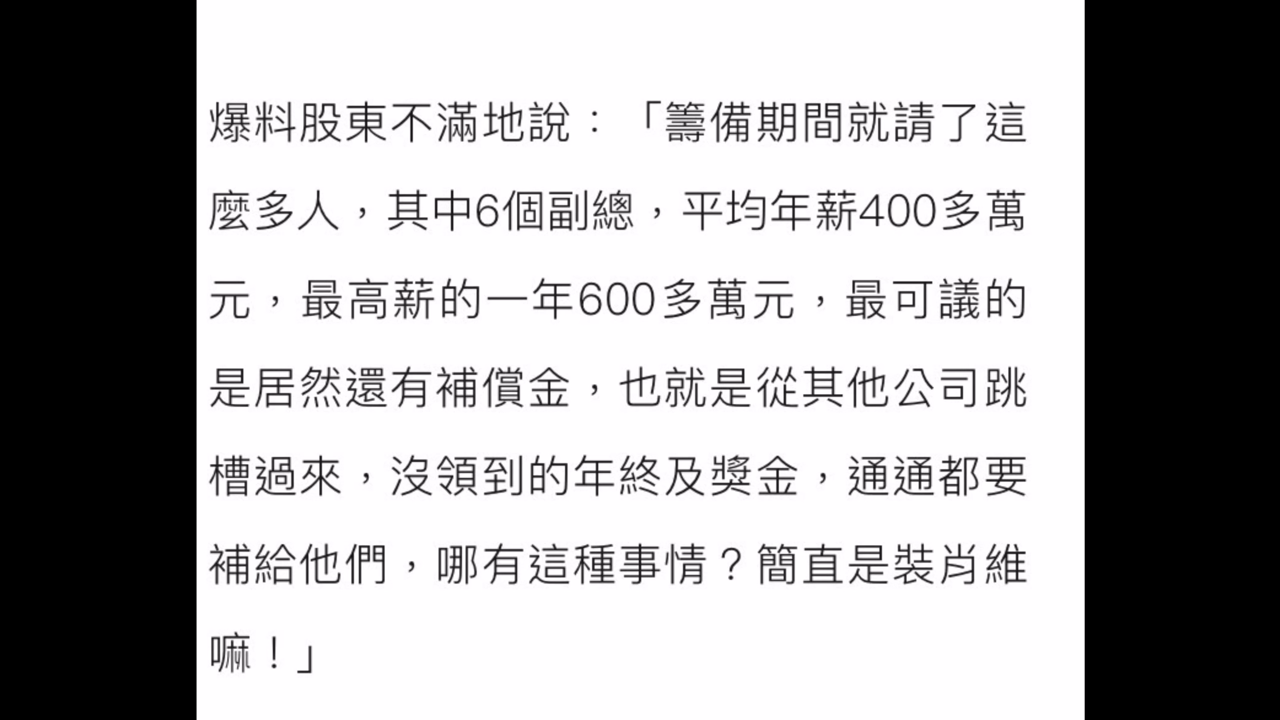 爆料股東不滿地說：「籌備期間就請了這
麼多人，其中6個副總，平均年薪400多萬
元，最高薪的一年600多萬元，最可議的
是居然還有補償金，也就是從其他公司跳
槽過來，沒領到的年終及獎金，通通都要
補給他們，哪有這種事情？簡直是裝肖維
嘛！」